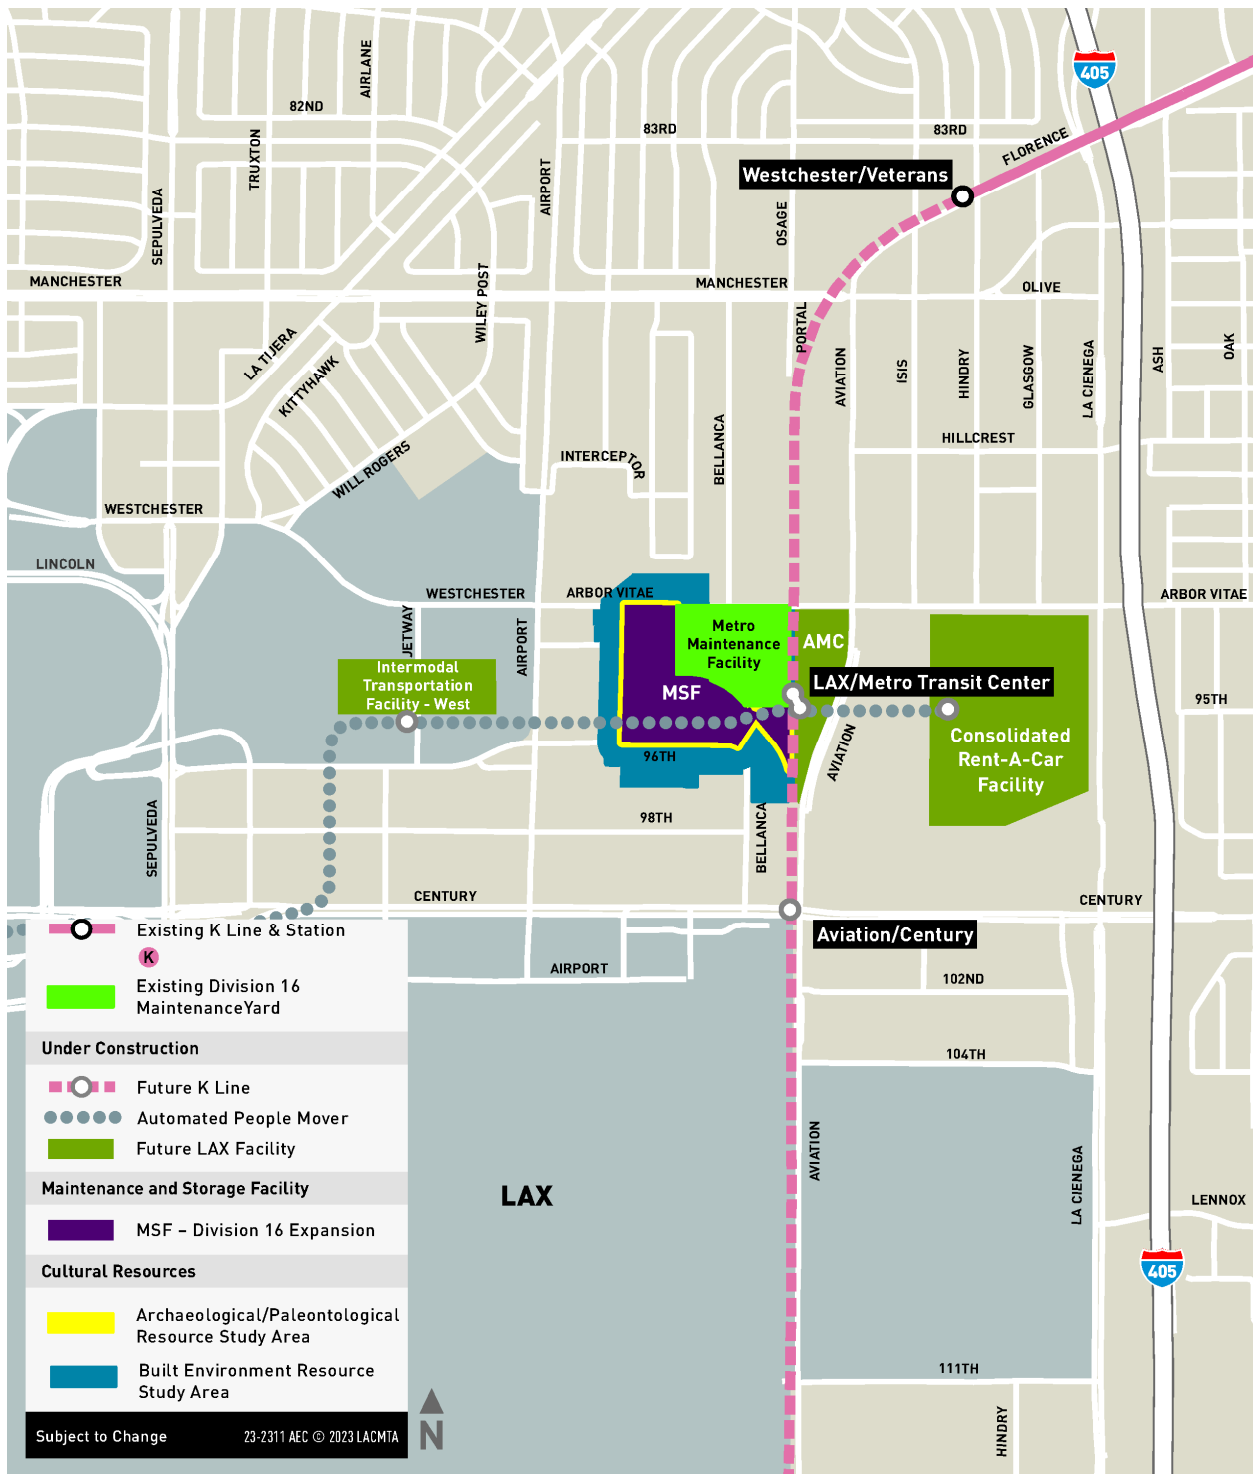 405
AIRLANE
82ND
TRUXTON
SEPULVEDA
AIRPORT
83RD
83RD
FLORENCE
Westchester/Veterans
OSAGE
MANCHESTER
MANCHESTER
OLIVE
WILEY POST
LA TIJERA
KITTYHAWK
PORTAL
AVIATION
ISIS
HINDRY
GLASGOW
LA CIENEGA
ASH
OAK
HILLCREST
WILL ROGERS
INTERCEPTOR
BELLANCA
WESTCHESTER
LINCOLN
WESTCHESTER
ARBOR VITAE
ARBOR VITAE
JETWAY
AIRPORT
Metro
Maintenance
Facility
AMC
Intermodal
Transportation
Facility - West
MSF
LAX/Metro Transit Center
95TH
Consolidated
Rent-A-Car
Facility
AVIATION
96TH
98TH
SEPULVEDA
BELLANCA
CENTURY
CENTURY
Aviation/Century
AIRPORT
102ND
104TH
AVIATION
LA CIENEGA
LENNOX
LAX
405
111TH
HINDRY
Existing K Line & Station
K
Existing Division 16
MaintenanceYard
Under Construction
Future K Line
Automated People Mover
Future LAX Facility
Maintenance and Storage Facility
MSF – Division 16 Expansion
Cultural Resources
Archaeological/Paleontological
Resource Study Area
Built Environment Resource
Study Area
Subject to Change
23-2311 AEC © 2023 LACMTA
N